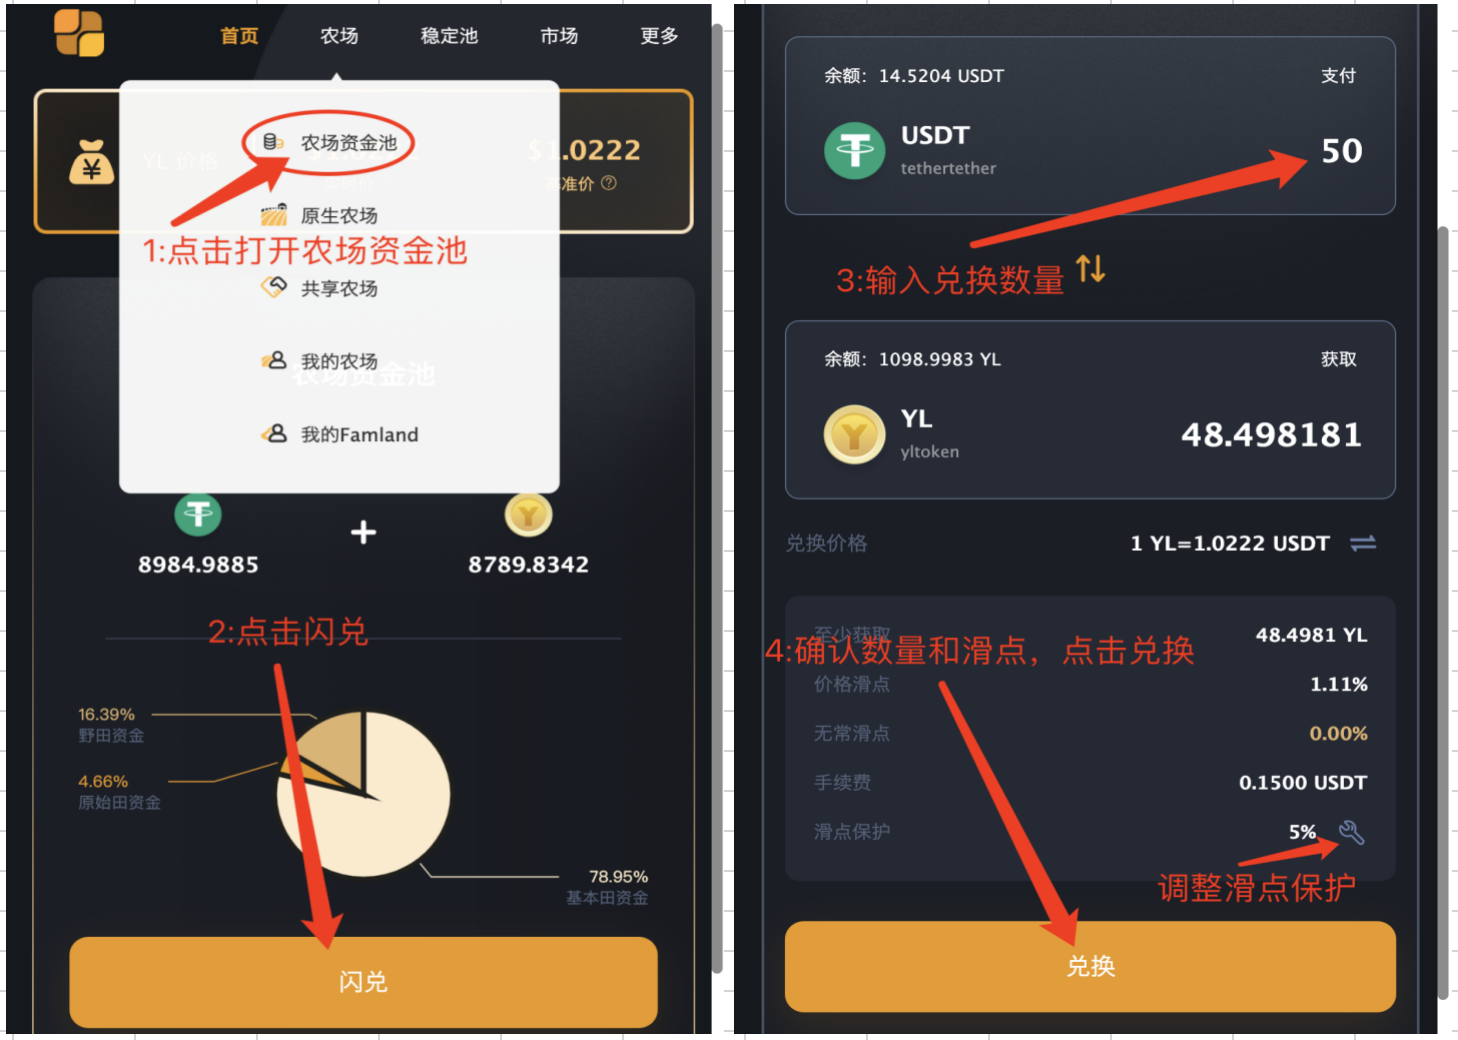 首页 农场 稳定池 市场 更多
农场资金池
YL 价格
$1.0222
基准价
原生农场
1:点击打开农场资金池
共享农场
我的农场
农场资金池
我的Famland
8984.9885 + 8789.8342
2:点击闪兑
16.39%
野田资金
4.66%
原始田资金
78.95%
基本田资金
闪兑
余额: 14.5204 USDT 支付
USDT
tethertether
50
3:输入兑换数量
余额: 1098.9983 YL 获取
YL
yltoken
48.498181
兑换价格 1 YL=1.0222 USDT
至少获取 48.4981 YL
4:确认数量和滑点，点击兑换
价格滑点 1.11%
无常滑点 0.00%
手续费 0.1500 USDT
滑点保护 5%
调整滑点保护
兑换